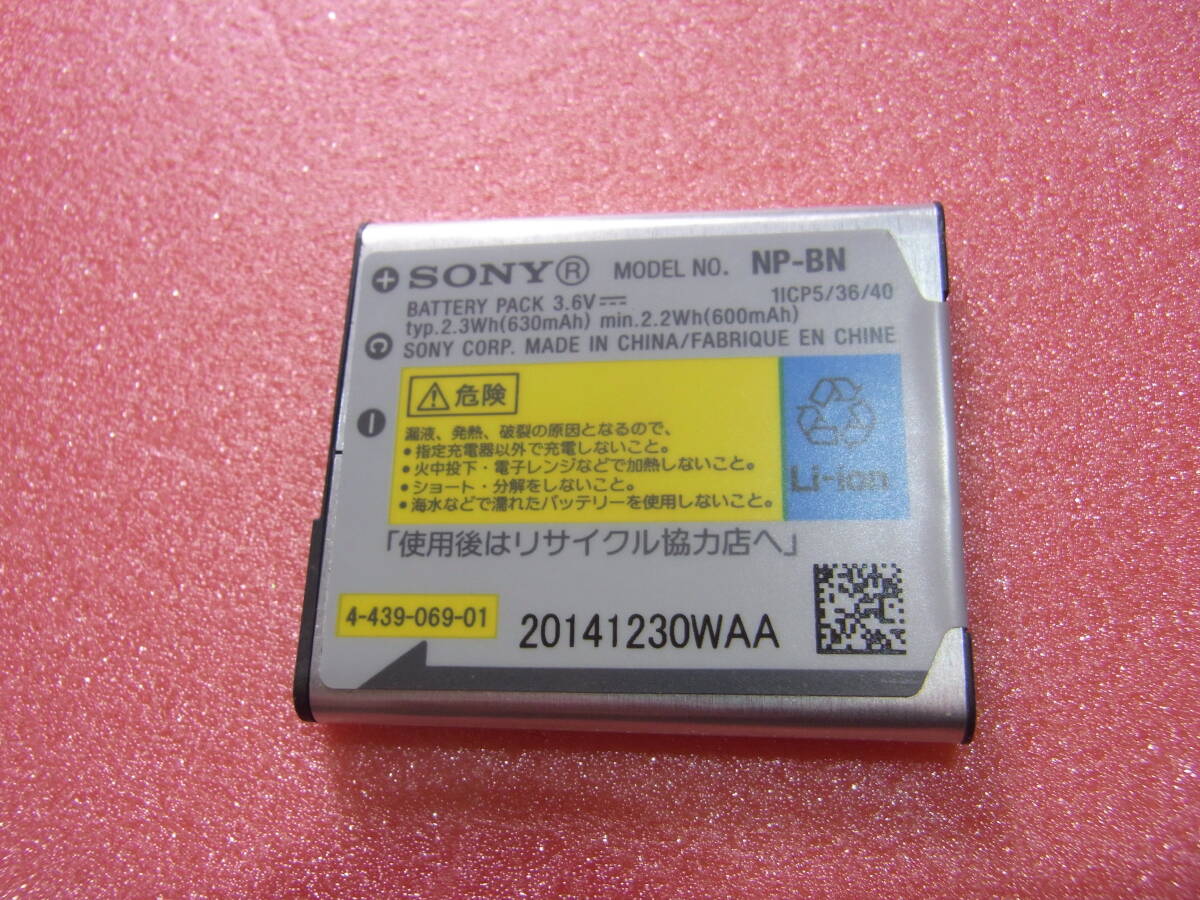 SONY® MODEL NO. NP-BN
BATTERY PACK 3.6V⎓ 1ICP5/36/40
typ.2.3Wh(630mAh) min.2.2Wh(600mAh)
SONY CORP. MADE IN CHINA/FABRIQUE EN CHINE
危険
漏液、発熱、破裂の原因となるので、
•指定充電器以外で充電しないこと。
•火中投下・電子レンジなどで加熱しないこと。
•ショート・分解をしないこと。
•海水などで濡れたバッテリーを使用しないこと。
Li-ion
「使用後はリサイクル協力店へ」
4-439-069-01
20141230WAA